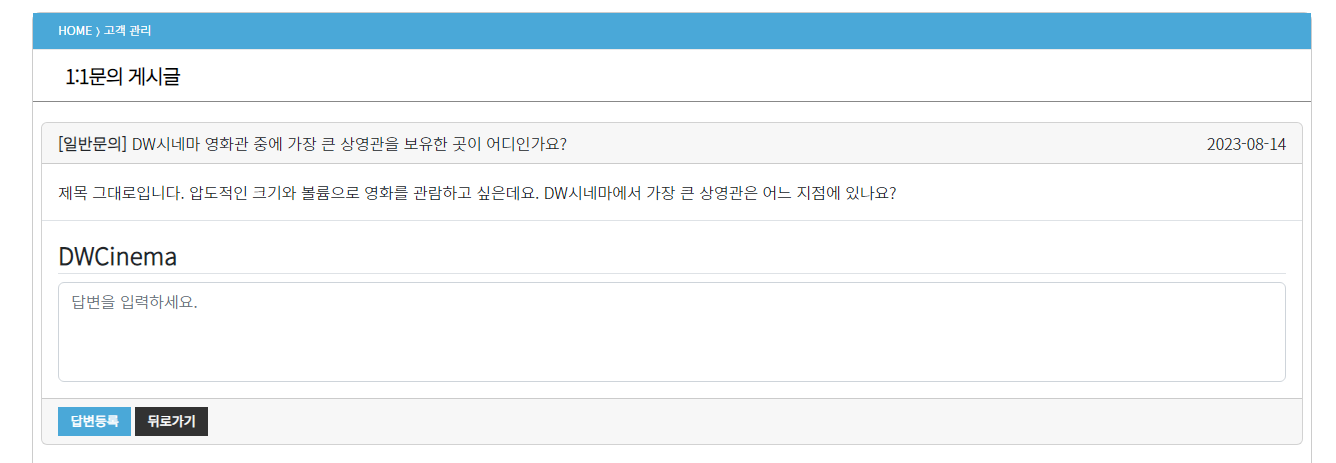 HOME > 고객 관리
1:1문의 게시글
[일반문의] DW시네마 영화관 중에 가장 큰 상영관을 보유한 곳이 어디인가요? 2023-08-14
제목 그대로입니다. 압도적인 크기와 볼륨으로 영화를 관람하고 싶은데요. DW시네마에서 가장 큰 상영관은 어느 지점에 있나요?
DWCinema
답변을 입력하세요.
답변등록 뒤로가기